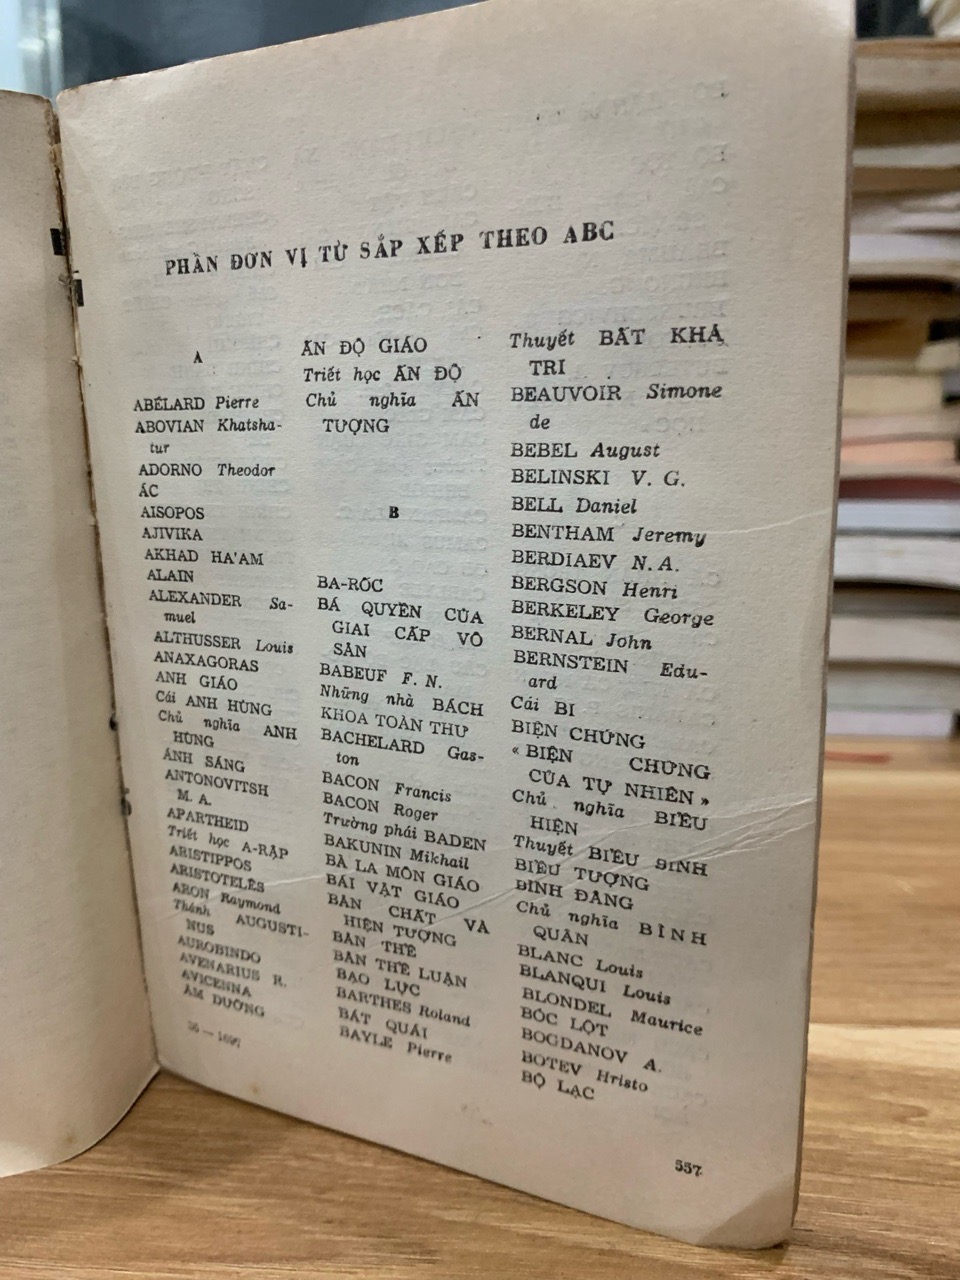 PHẦN ĐƠN VỊ TỪ SẮP XẾP THEO ABC
A
ABÉLARD Pierre
ABOVIAN Khatsha-
tur
ADORNO Theodor
ÁC
AISOPOS
AJIVIKA
AKHAD HA'AM
ALAIN
ALEXANDER Sa-
muel
ALTHUSSER Louis
ANAXAGORAS
ANH GIÁO
Cái ANH HÙNG
Chủ nghĩa ANH
HÙNG
ÁNH SÁNG
ANTONOVITSH
M. A.
APARTHEID
Triết học A-RẬP
ARISTIPPOS
ARISTOTELÈS
ARON Raymond
Thánh AUGUSTI-
NUS
AUROBINDO
AVENARIUS R.
AVICENNA
ÂM DƯƠNG
ẤN ĐỘ GIÁO
Triết học ẤN ĐỘ
Chủ nghĩa ẤN
TƯỢNG
B
BA-RỐC
BÁ QUYỀN CỦA
GIAI CẤP VÔ
SẢN
BABEUF F. N.
Những nhà BÁCH
KHOA TOÀN THƯ
BACHELARD Gas-
ton
BACON Francis
BACON Roger
Trường phái BADEN
BAKUNIN Mikhail
BÀ LA MÔN GIÁO
BÁI VẬT GIÁO
BẢN CHẤT VÀ
HIỆN TƯỢNG
BẢN THỂ
BẢN THỂ LUẬN
BẠO LỰC
BARTHES Roland
BÁT QUÁI
BAYLE Pierre
Thuyết BẤT KHẢ
TRI
BEAUVOIR Simone
de
BEBEL August
BELINSKI V. G.
BELL Daniel
BENTHAM Jeremy
BERDIAEV N. A.
BERGSON Henri
BERKELEY George
BERNAL John
BERNSTEIN Edu-
ard
Cái BI
BIỆN CHỨNG
« BIỆN CHỨNG
CỦA TỰ NHIÊN »
Chủ nghĩa BIỂU
HIỆN
Thuyết BIỂU SINH
BIỂU TƯỢNG
BÌNH ĐẲNG
Chủ nghĩa BÌNH
QUÂN
BLANC Louis
BLANQUI Louis
BLONDEL Maurice
BÓC LỘT
BOGDANOV A.
BOTEV Hristo
BỘ LẠC
557